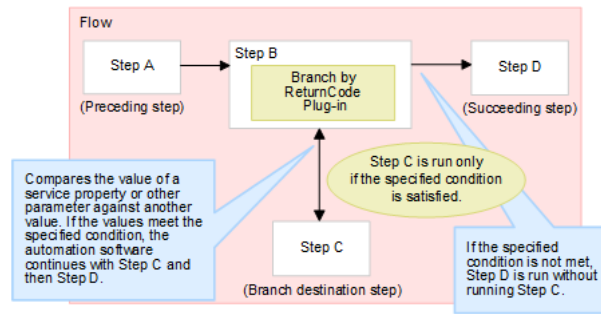 Flow
Step A
(Preceding step)
Step B
Branch by
ReturnCode
Plug-in
Step D
(Succeeding step)
Compares the value of a
service property or other
parameter against another
value. If the values meet the
specified condition, the
automation software
continues with Step C and
then Step D.
Step C is run only
if the specified condition
is satisfied.
Step C
(Branch destination step)
If the specified
condition is not met,
Step D is run without
running Step C.